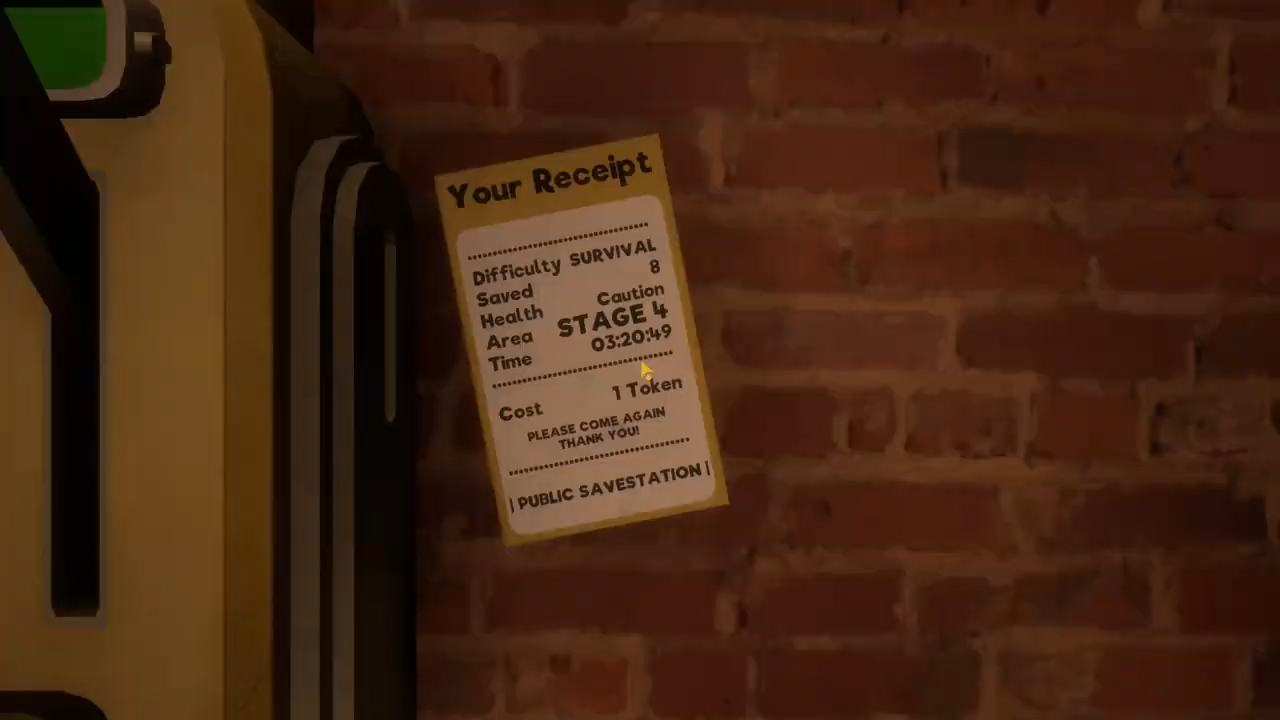 Your Receipt
Difficulty SURVIVAL
Saved 8
Health Caution
Area STAGE 4
Time 03:20:49
Cost 1 Token
PLEASE COME AGAIN
THANK YOU!
| PUBLIC SAVESTATION |